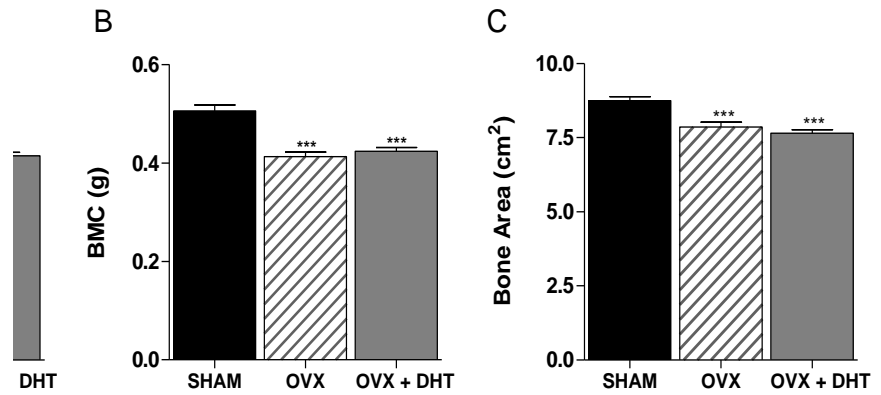 B
C
BMC (g)
0.6
0.4
0.2
0.0
***
***
SHAM
OVX
OVX + DHT
Bone Area (cm²)
10.0
7.5
5.0
2.5
0.0
***
***
SHAM
OVX
OVX + DHT
DHT